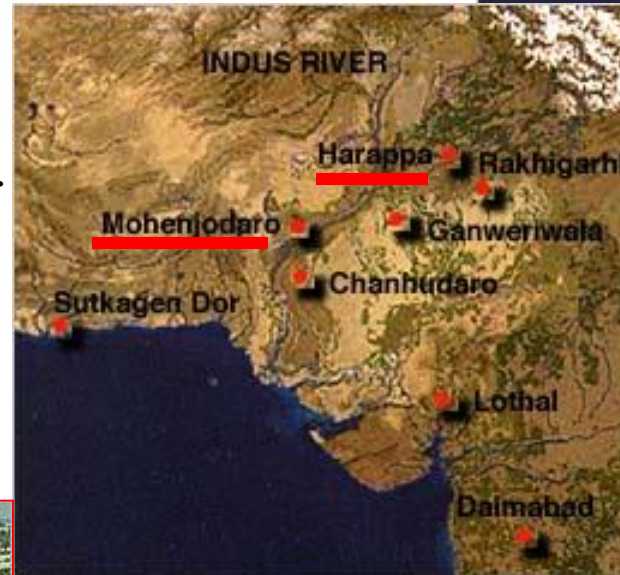 INDUS RIVER
Harappa
Rakhigarhi
Mohenjodaro
Ganweriwala
Chanhudaro
Sutkagen Dor
Lothal
Daimabad